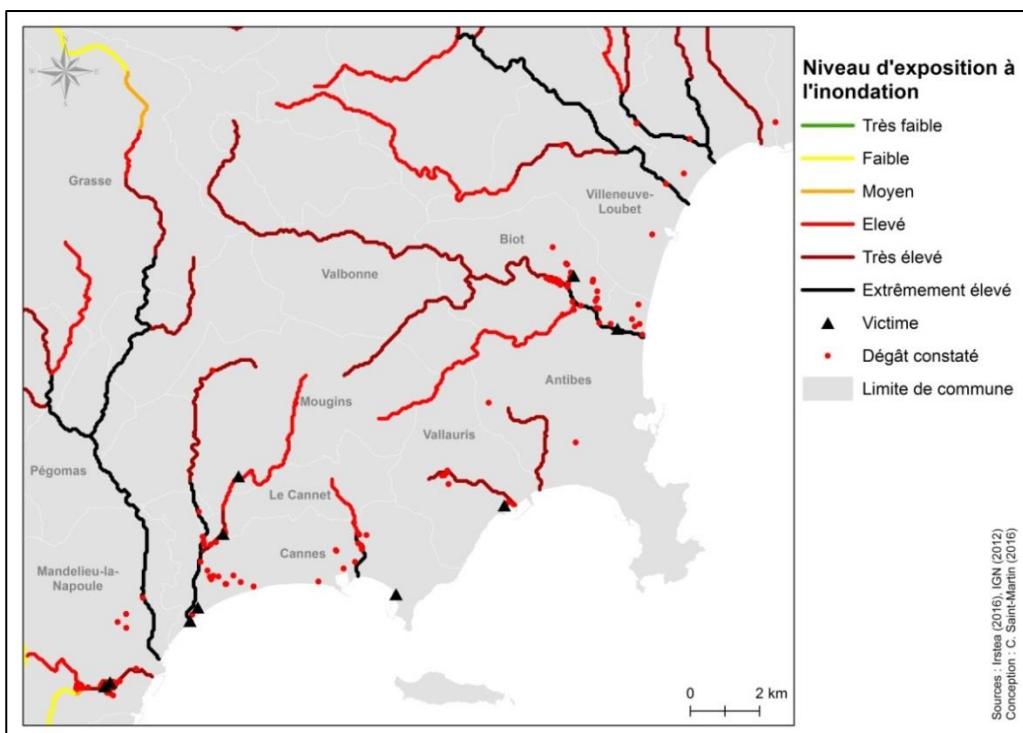 Niveau d'exposition à
l'inondation
Très faible
Faible
Moyen
Elevé
Très élevé
Extrêmement élevé
Victime
Dégât constaté
Limite de commune
N
W
E
S
Grasse
Villeneuve-
Loubet
Biot
Valbonne
Antibes
Mougins
Vallauris
Pégomas
Le Cannet
Cannes
Mandelieu-la-
Napoule
0 2 km
Sources : Irstea (2016), IGN (2012)
Conception : C. Saint-Martin (2016)